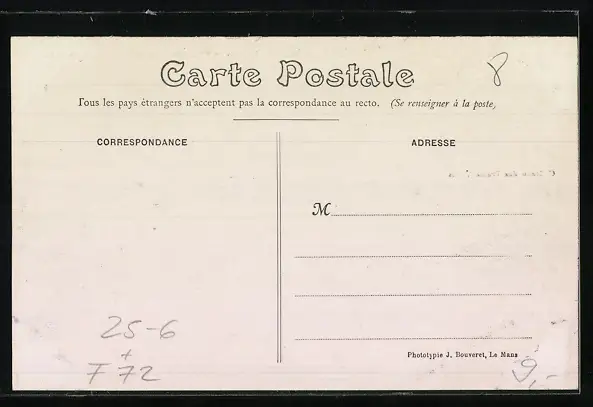 Carte Postale
8
Tous les pays étrangers n'acceptent pas la correspondance au recto. (Se renseigner à la poste)
CORRESPONDANCE
ADRESSE
M
25-6
+
F 72
Phototypie J. Bouveret, Le Mans
9,-